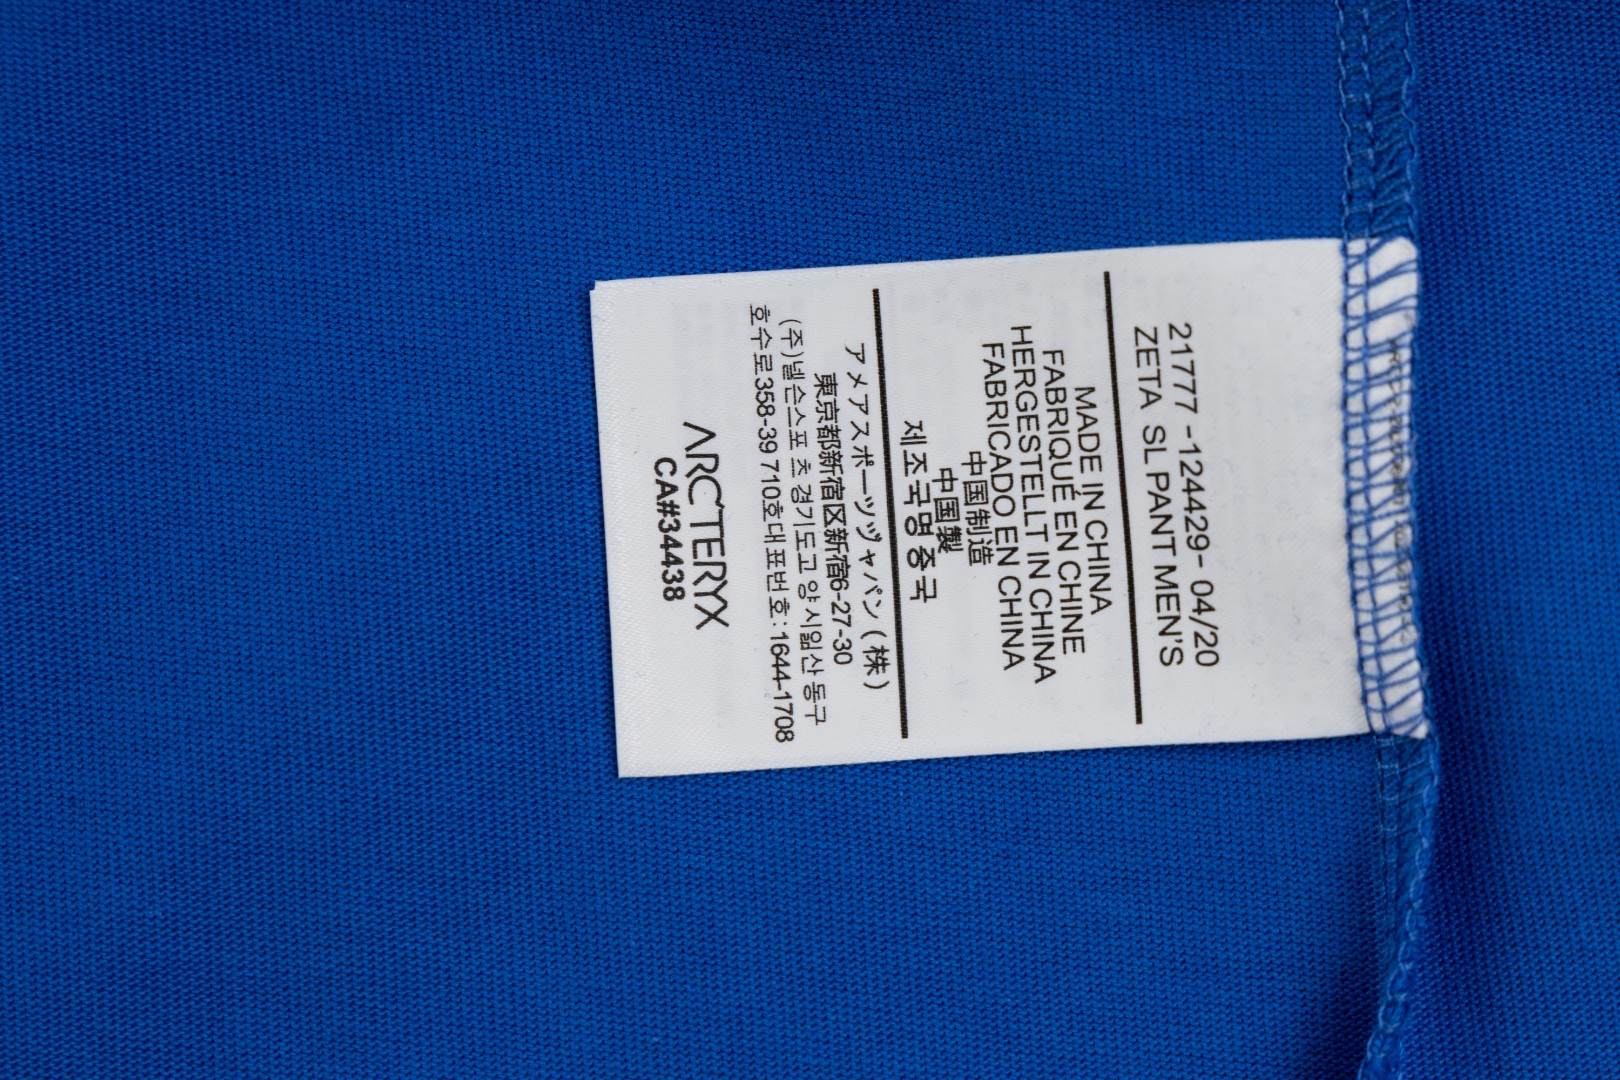 21777 -124429- 04/20
ZETA SL PANT MEN'S
MADE IN CHINA
FABRIQUÉ EN CHINE
HERGESTELLT IN CHINA
FABRICADO EN CHINA
中国制造
中国製
제조국명 중국
アメアスポーツジャパン (株)
東京都新宿区新宿6-27-30
(주)넬슨스포츠 경기도고양시일산동구
호수로358-39 710호대표번호: 1644-1708
ARC'TERYX
CA#34438